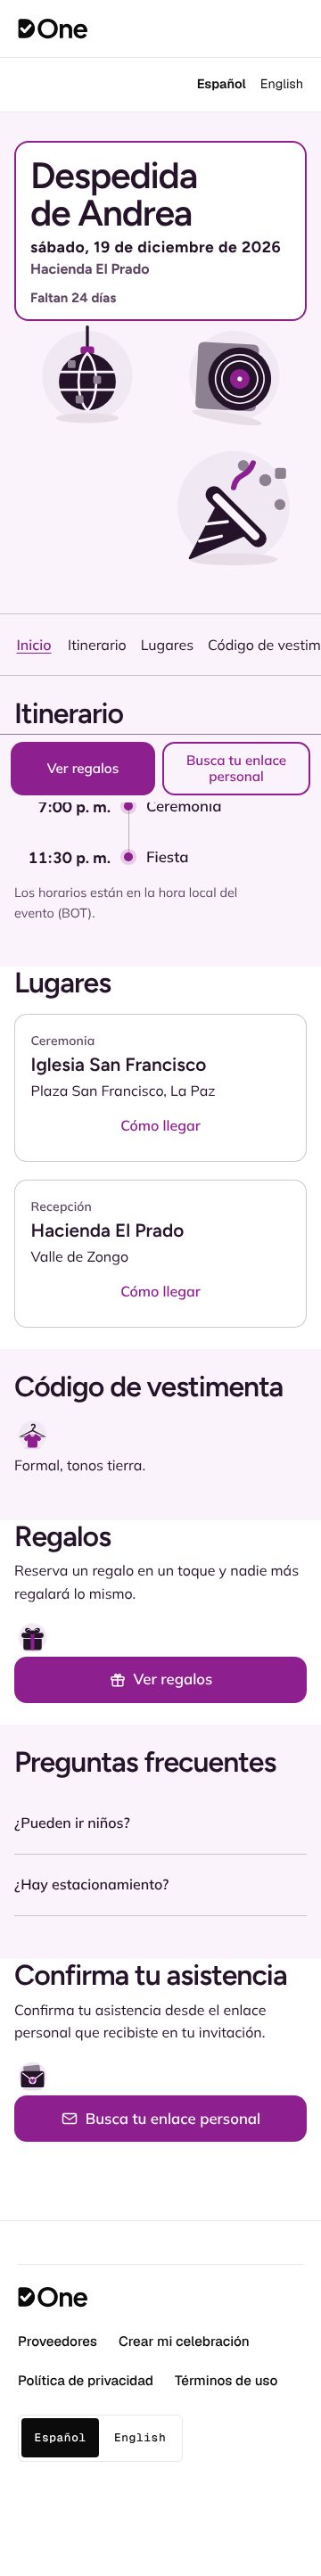 One
Español English
Despedida
de Andrea
sábado, 19 de diciembre de 2026
Hacienda El Prado
Faltan 24 días
Inicio Itinerario Lugares Código de vestim
Itinerario
Ver regalos
Busca tu enlace
personal
7:00 p. m. Ceremonia
11:30 p. m. Fiesta
Los horarios están en la hora local del
evento (BOT).
Lugares
Ceremonia
Iglesia San Francisco
Plaza San Francisco, La Paz
Cómo llegar
Recepción
Hacienda El Prado
Valle de Zongo
Cómo llegar
Código de vestimenta
Formal, tonos tierra.
Regalos
Reserva un regalo en un toque y nadie más
regalará lo mismo.
Ver regalos
Preguntas frecuentes
¿Pueden ir niños?
¿Hay estacionamiento?
Confirma tu asistencia
Confirma tu asistencia desde el enlace
personal que recibiste en tu invitación.
Busca tu enlace personal
One
Proveedores Crear mi celebración
Política de privacidad Términos de uso
Español English